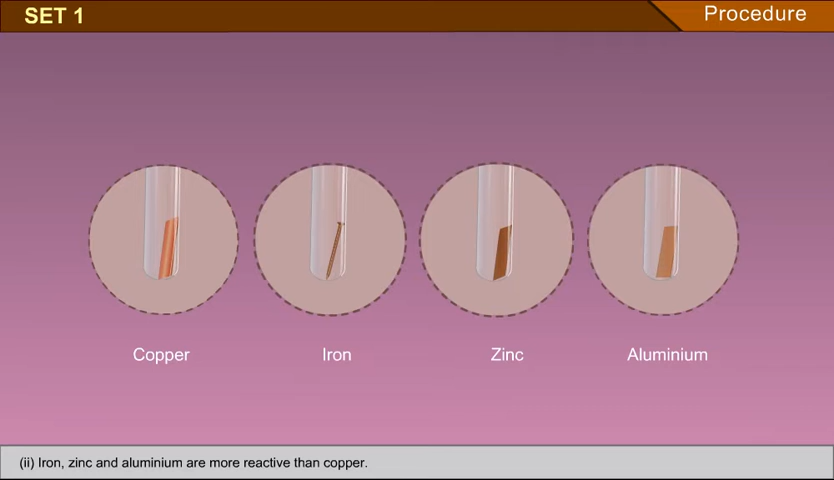 SET 1
Procedure
Copper
Iron
Zinc
Aluminium
(ii) Iron, zinc and aluminium are more reactive than copper.